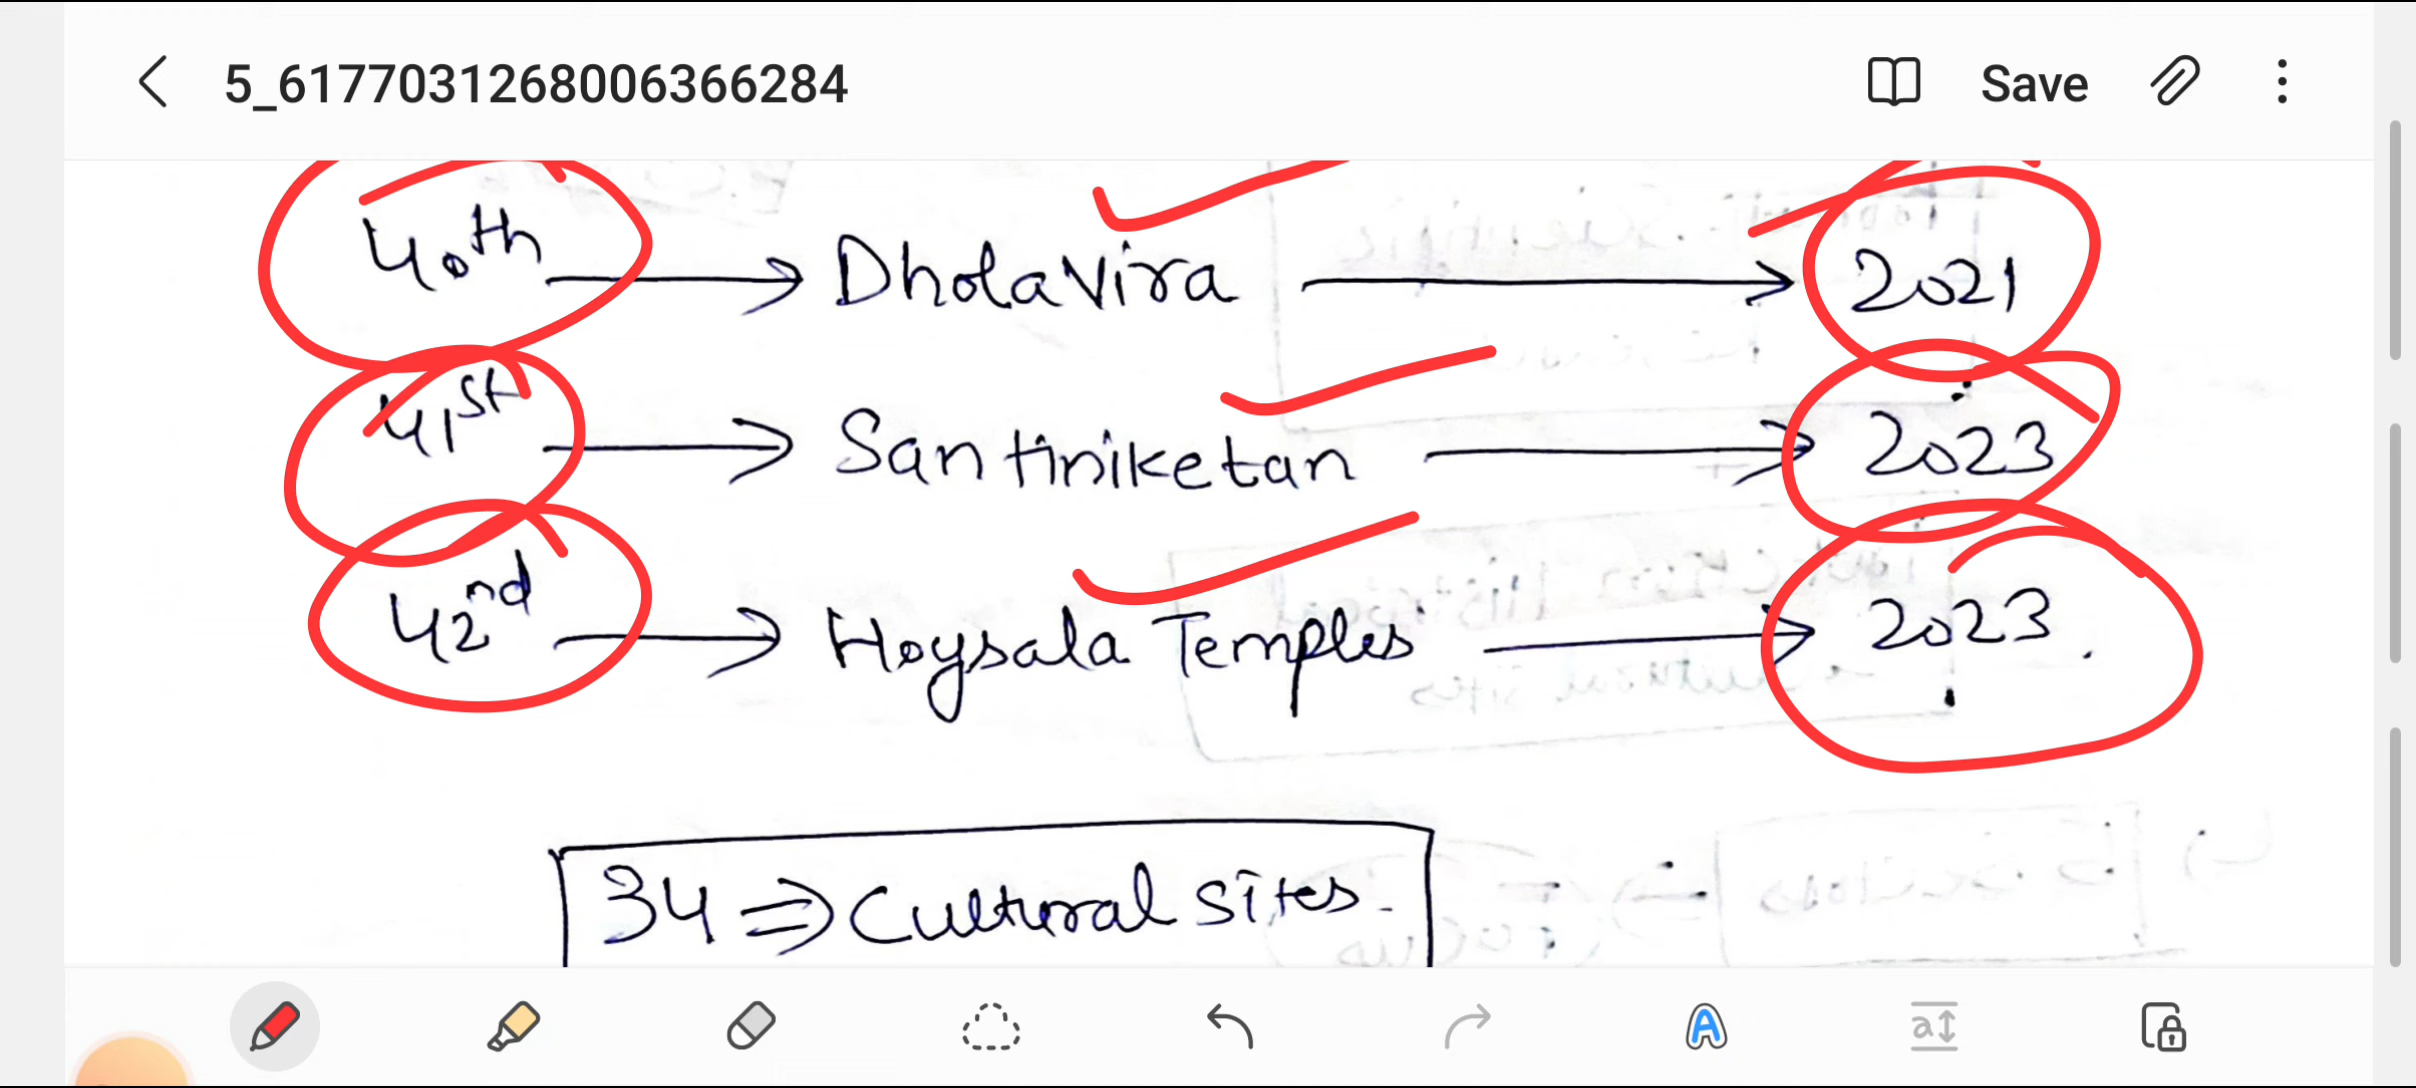 5_6177031268006366284 Save
40th → Dholavira → 2021
41st → Santiniketan → 2023
42nd → Hoysala Temples → 2023.
34 ⇒ Cultural sites.